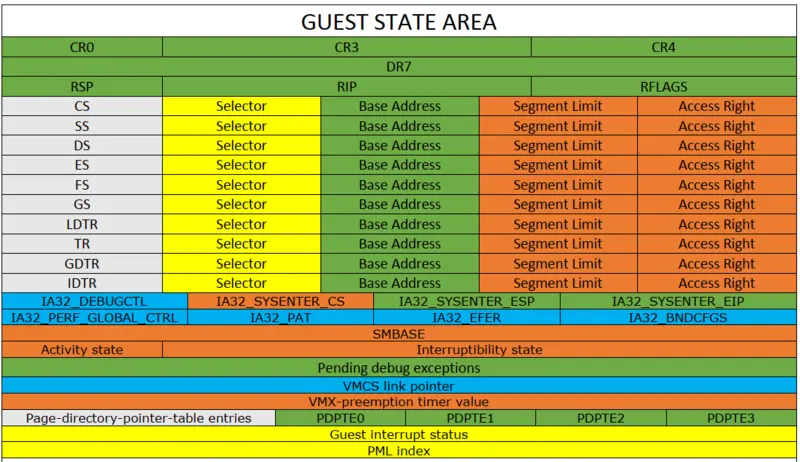 GUEST STATE AREA
CR0 CR3 CR4
DR7
RSP RIP RFLAGS
CS Selector Base Address Segment Limit Access Right
SS Selector Base Address Segment Limit Access Right
DS Selector Base Address Segment Limit Access Right
ES Selector Base Address Segment Limit Access Right
FS Selector Base Address Segment Limit Access Right
GS Selector Base Address Segment Limit Access Right
LDTR Selector Base Address Segment Limit Access Right
TR Selector Base Address Segment Limit Access Right
GDTR Selector Base Address Segment Limit Access Right
IDTR Selector Base Address Segment Limit Access Right
IA32_DEBUGCTL IA32_SYSENTER_CS IA32_SYSENTER_ESP IA32_SYSENTER_EIP
IA32_PERF_GLOBAL_CTRL IA32_PAT IA32_EFER IA32_BNDCFGS
SMBASE
Activity state Interruptibility state
Pending debug exceptions
VMCS link pointer
VMX-preemption timer value
Page-directory-pointer-table entries PDPTE0 PDPTE1 PDPTE2 PDPTE3
Guest interrupt status
PML index